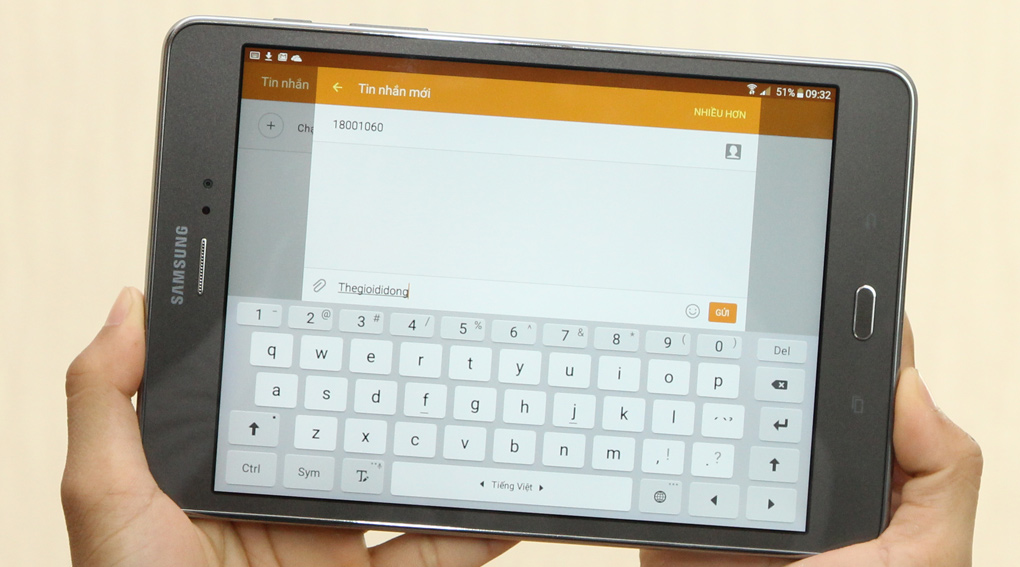 51% 09:32
Tin nhắn
Tin nhắn mới
NHIỀU HƠN
18001060
Thegioididong
GỬI
SAMSUNG
1 2 @ 3 # 4 / 5 % 6 ^ 7 & 8 * 9 ( 0 ) Del
q w e r t y u i o p
a s d f g h j k l
z x c v b n m , ! . ?
Ctrl Sym Tiếng Việt